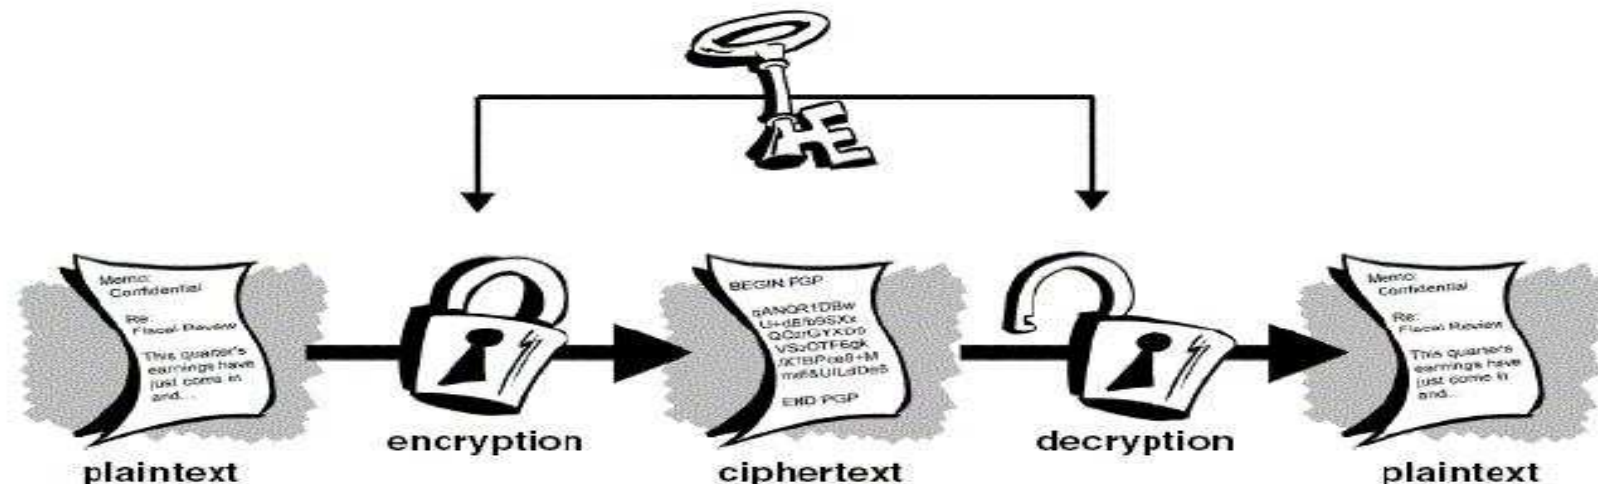 Memo:
Confidential
Re:
Fiscal Review
This quarter's
earnings have
just come in
and...
BEGIN PGP
END PGP
Memo:
Confidential
Re:
Fiscal Review
This quarter's
earnings have
just come in
and...
encryption
decryption
plaintext
ciphertext
plaintext